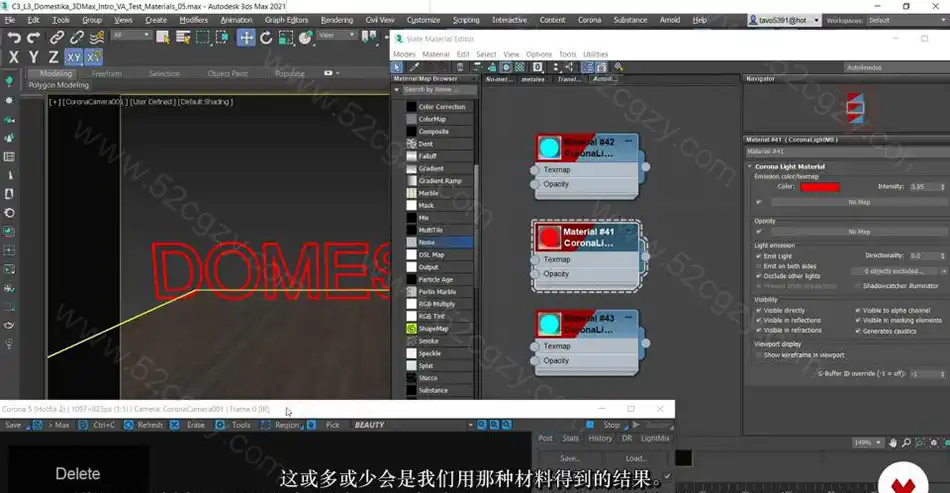 C3_L3_Domestika_3DMax_Intro_VA_Test_Materials_05.max - Autodesk 3ds Max 2021
Edit Tools Group Views Create Modifiers Animation Graph Editors Rendering Civil View Customize Scripting Interactive Content Corona Substance Arnold Help
tavo5391@hot Workspaces: Default
All View
X Y Z XY XY
Modeling Freeform Selection Object Paint Populate
Polygon Modeling
[+] [CoronaCamera001] [User Defined] [Default Shading]
DOMES
Slate Material Editor
Modes Material Edit Select View Options Tools Utilities
Material/Map Browser
Search by Name ...
Color Correction
ColorMap
Composite
Dent
Falloff
Gradient
Gradient Ramp
Marble
Mask
Mix
MultiTile
Noise
OSL Map
Output
Particle Age
Perlin Marble
RGB Multiply
RGB Tint
ShapeMap
Smoke
Speckle
Splat
Stucco
Substance
Material #42
CoronaLi...
Texmap
Opacity
Material #41
CoronaLi...
Texmap
Opacity
Material #43
CoronaLi...
Texmap
Opacity
Navigator
Material #41 ( CoronaLightMtl )
Material #41
Corona Light Material
Emission color/texmap
Color: Intensity: 3.95
No Map
Opacity
No Map
Light emission
Emit Light Directionality: 0.0
Emit on both sides 0 objects excluded...
Occlude other lights Shadowcatcher illuminator
Visibility
Visible directly Visible to alpha channel
Visible in reflections Visible in masking elements
Visible in refractions Generates caustics
Viewport display
Show wireframe in viewport
G-Buffer ID override (-1 = off): -1
149%
Corona 5 (Hotfix 2) | 1097×823px (1:1) | Camera: CoronaCamera001 | Frame 0 [IR]
Save > Max Ctrl+C Refresh Erase Tools Region Pick BEAUTY Stop
Post Stats History DR LightMix
Save... Load...
Delete
这或多或少会是我们用那种材料得到的结果。
www.52cgzy.com